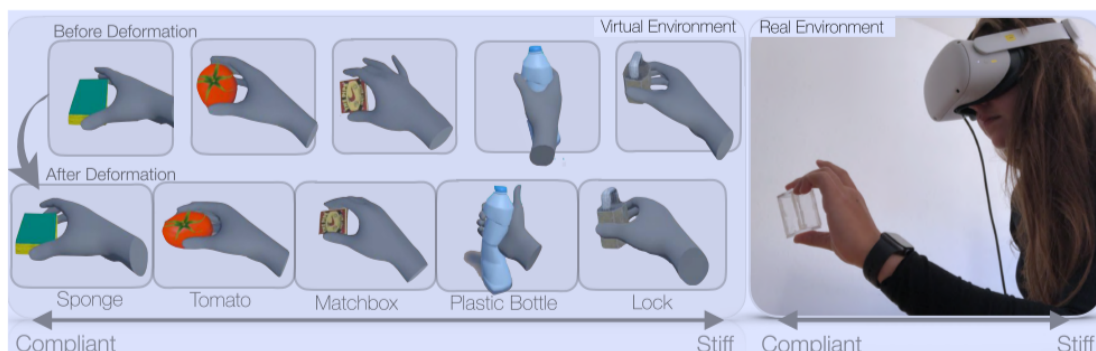 Before Deformation
Virtual Environment
Real Environment
After Deformation
Sponge
Tomato
Matchbox
Plastic Bottle
Lock
Compliant
Stiff
Compliant
Stiff